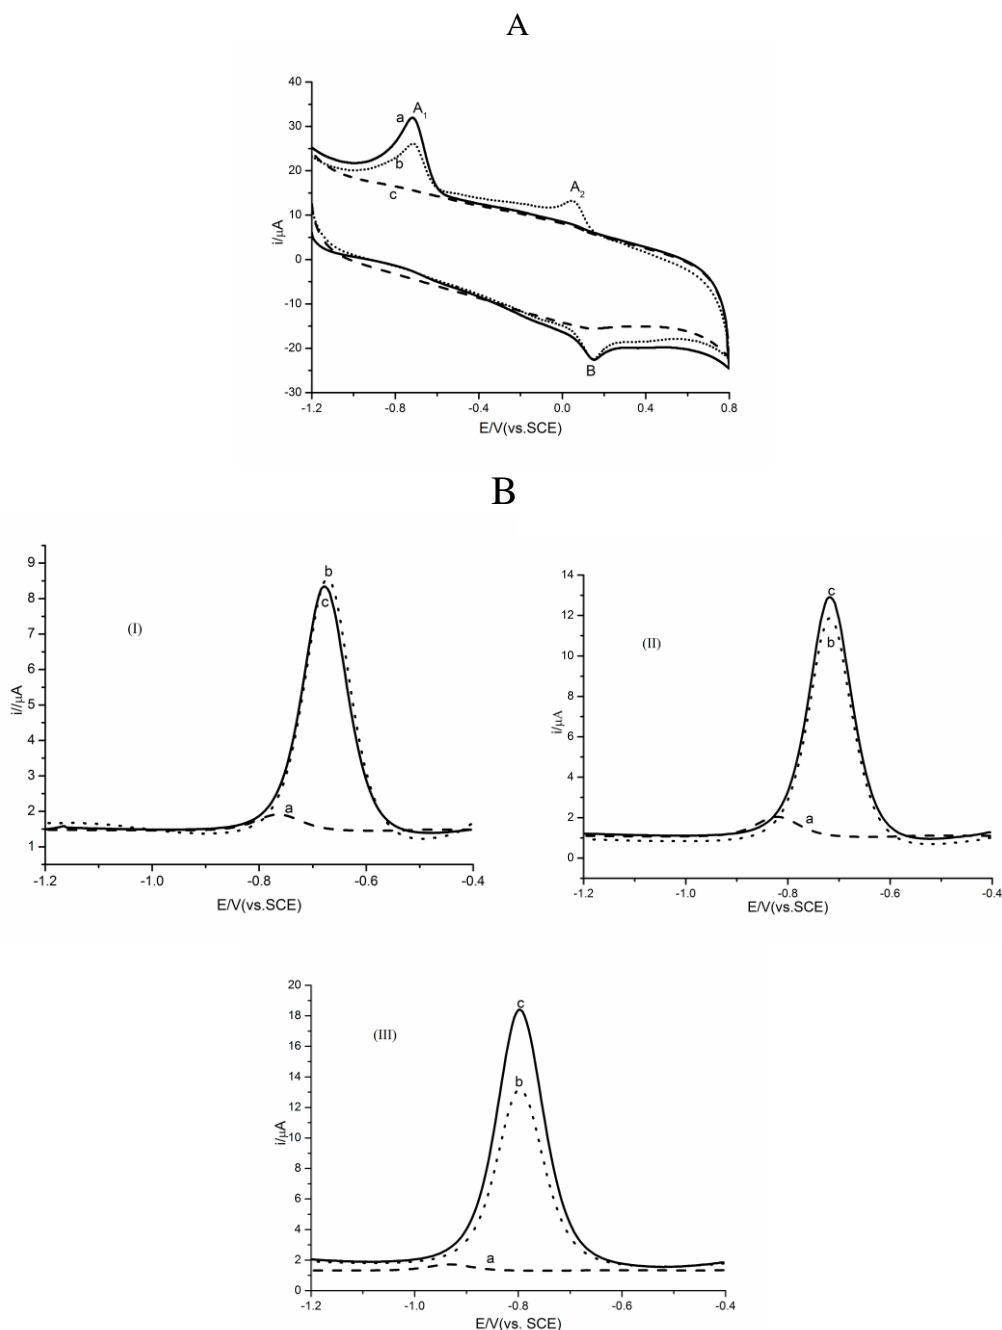 A
40
30
20
10
0
-10
-20
-30
i/μA
a
A1
b
c
A2
B
-1.2 -0.8 -0.4 0.0 0.4 0.8
E/V(vs.SCE)
B
9
8
7
6
5
4
3
2
1
i//μA
(I)
b
c
a
-1.2 -1.0 -0.8 -0.6 -0.4
E/V(vs.SCE)
14
12
10
8
6
4
2
0
i/μA
(II)
c
b
a
-1.2 -1.0 -0.8 -0.6 -0.4
E/V(vs.SCE)
20
18
16
14
12
10
8
6
4
2
0
i/μA
(III)
c
b
a
-1.2 -1.0 -0.8 -0.6 -0.4
E/V(vs. SCE)